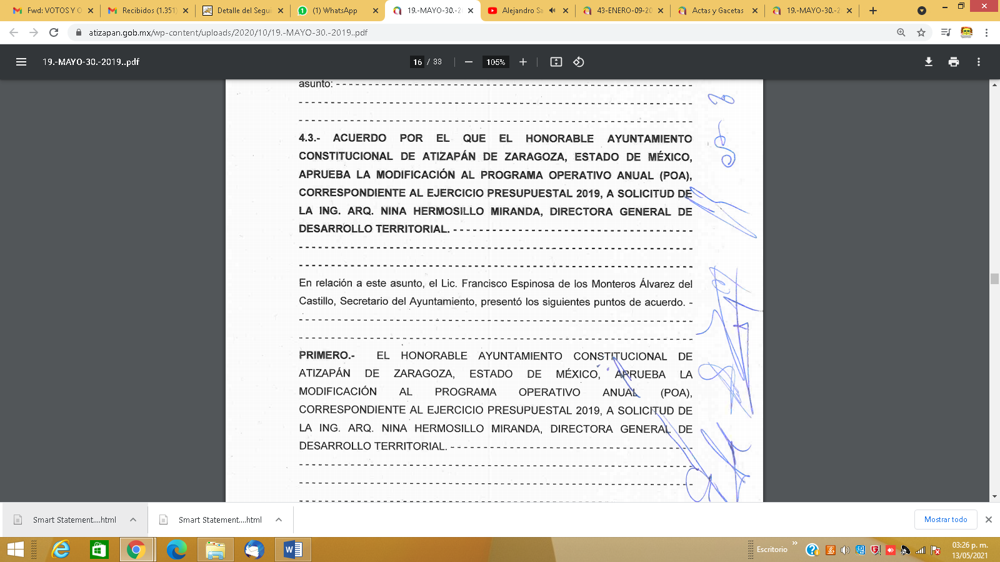 Fwd: VOTOS Y O
Recibidos (1.351)
Detalle del Segui
(1) WhatsApp
19.-MAYO-30.-2
Alejandro Sa
43-ENERO-09-20
Actas y Gacetas
19.-MAYO-30.-2
atizapan.gob.mx/wp-content/uploads/2020/10/19.-MAYO-30.-2019..pdf
19.-MAYO-30.-2019..pdf
16 / 33
105%
asunto: - - - - - - - - - - - - - - - - - - - - - - - - - - - - - - - - - - - - - - - - - - - - - - - -
4.3.- ACUERDO POR EL QUE EL HONORABLE AYUNTAMIENTO
CONSTITUCIONAL DE ATIZAPÁN DE ZARAGOZA, ESTADO DE MÉXICO,
APRUEBA LA MODIFICACIÓN AL PROGRAMA OPERATIVO ANUAL (POA),
CORRESPONDIENTE AL EJERCICIO PRESUPUESTAL 2019, A SOLICITUD DE
LA ING. ARQ. NINA HERMOSILLO MIRANDA, DIRECTORA GENERAL DE
DESARROLLO TERRITORIAL. - - - - - - - - - - - - - - - - - - - - - - - - - - - - - - - -
En relación a este asunto, el Lic. Francisco Espinosa de los Monteros Álvarez del
Castillo, Secretario del Ayuntamiento, presentó los siguientes puntos de acuerdo. -
PRIMERO.- EL HONORABLE AYUNTAMIENTO CONSTITUCIONAL DE
ATIZAPÁN DE ZARAGOZA, ESTADO DE MÉXICO, APRUEBA LA
MODIFICACIÓN AL PROGRAMA OPERATIVO ANUAL (POA),
CORRESPONDIENTE AL EJERCICIO PRESUPUESTAL 2019, A SOLICITUD DE
LA ING. ARQ. NINA HERMOSILLO MIRANDA, DIRECTORA GENERAL DE
DESARROLLO TERRITORIAL. - - - - - - - - - - - - - - - - - - - - - - - - - - - - - - - -
Smart Statement....html
Smart Statement....html
Mostrar todo
Escritorio
03:26 p. m.
13/05/2021